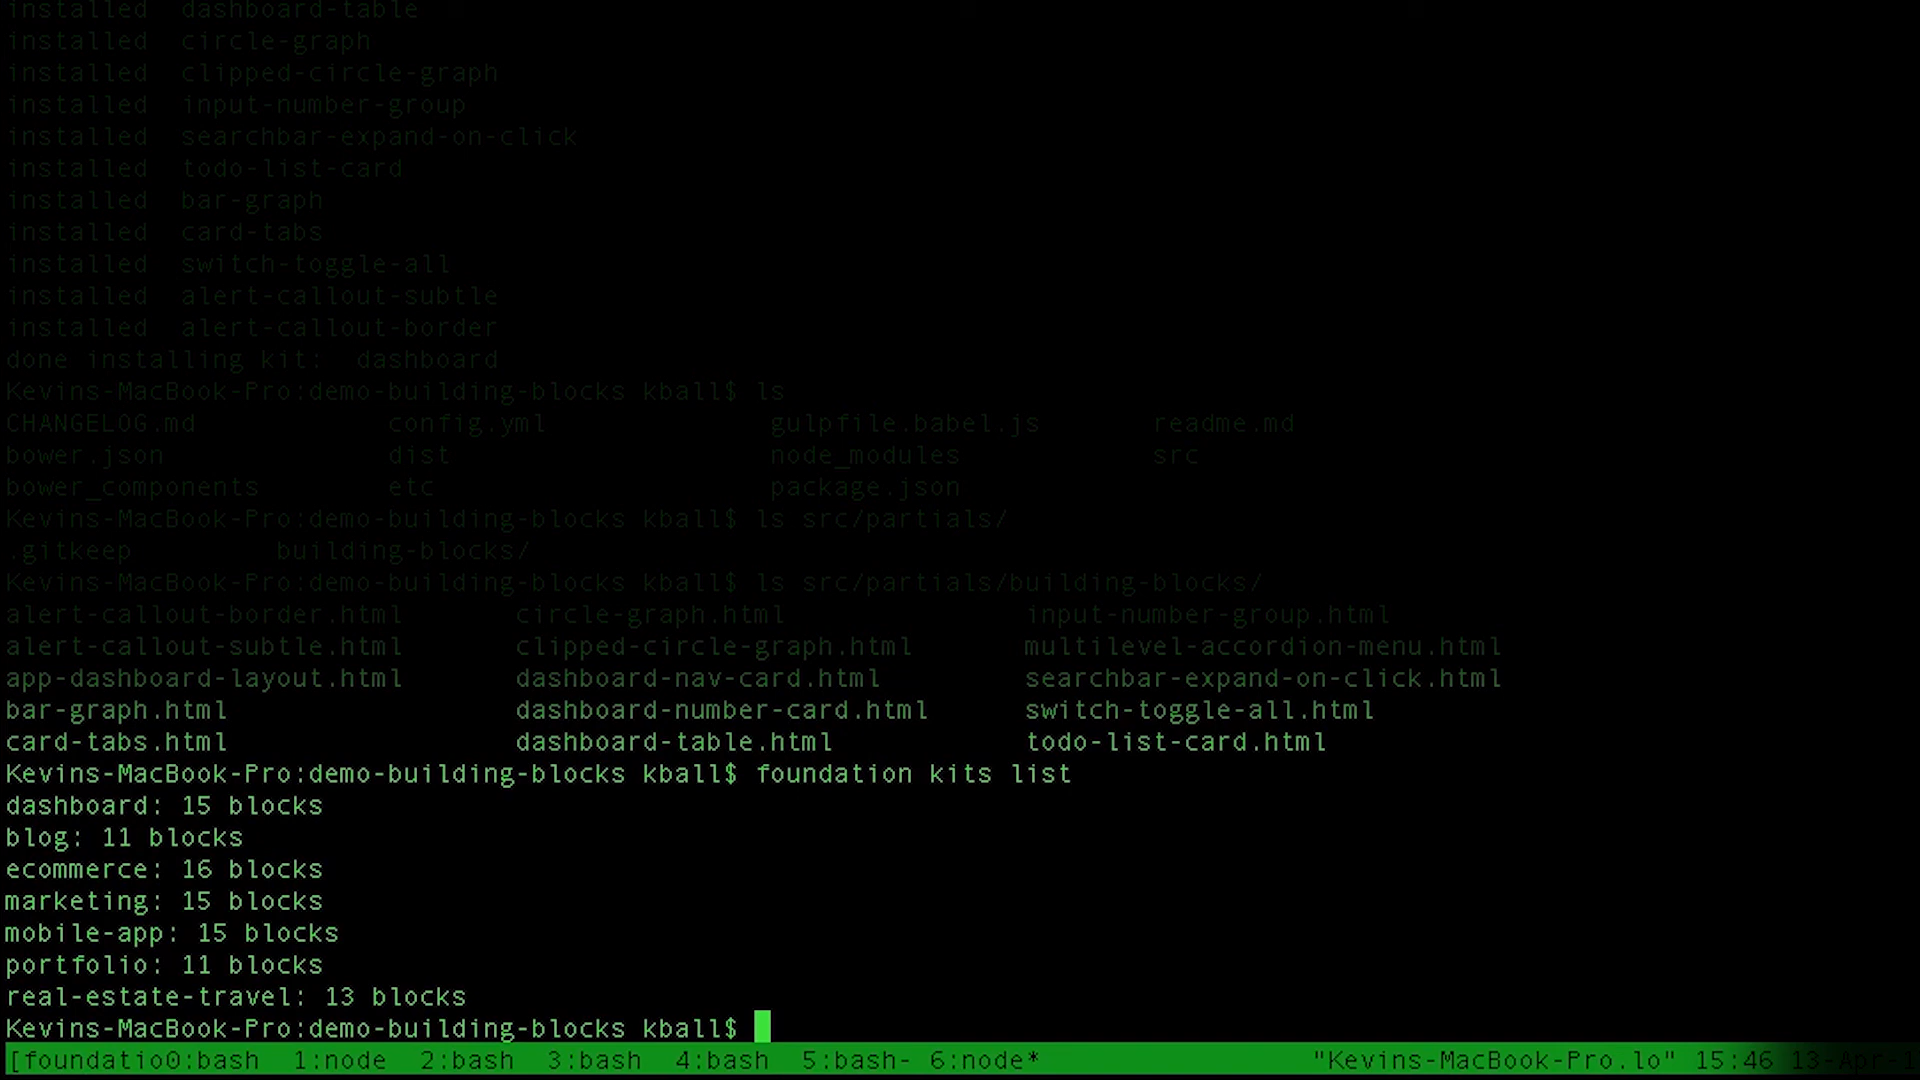 installed  dashboard-table
installed  circle-graph
installed  clipped-circle-graph
installed  input-number-group
installed  searchbar-expand-on-click
installed  todo-list-card
installed  bar-graph
installed  card-tabs
installed  switch-toggle-all
installed  alert-callout-subtle
installed  alert-callout-border
done installing kit:  dashboard
Kevins-MacBook-Pro:demo-building-blocks kball$ ls
CHANGELOG.md config.yml gulpfile.babel.js readme.md
bower.json dist node_modules src
bower_components etc package.json
Kevins-MacBook-Pro:demo-building-blocks kball$ ls src/partials/
.gitkeep building-blocks/
Kevins-MacBook-Pro:demo-building-blocks kball$ ls src/partials/building-blocks/
alert-callout-border.html circle-graph.html input-number-group.html
alert-callout-subtle.html clipped-circle-graph.html multilevel-accordion-menu.html
app-dashboard-layout.html dashboard-nav-card.html searchbar-expand-on-click.html
bar-graph.html dashboard-number-card.html switch-toggle-all.html
card-tabs.html dashboard-table.html todo-list-card.html
Kevins-MacBook-Pro:demo-building-blocks kball$ foundation kits list
dashboard: 15 blocks
blog: 11 blocks
ecommerce: 16 blocks
marketing: 15 blocks
mobile-app: 15 blocks
portfolio: 11 blocks
real-estate-travel: 13 blocks
Kevins-MacBook-Pro:demo-building-blocks kball$
[foundatio0:bash  1:node  2:bash  3:bash  4:bash  5:bash- 6:node* "Kevins-MacBook-Pro.lo" 15:46 13-Apr-1